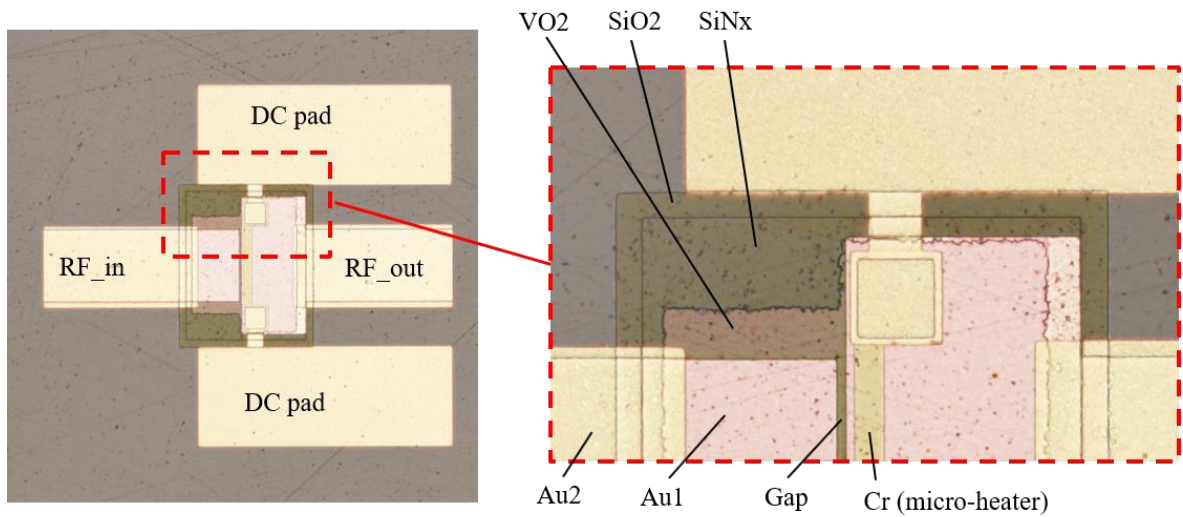 VO2 SiO2 SiNx
DC pad
RF_in
RF_out
DC pad
Au2 Au1 Gap Cr (micro-heater)